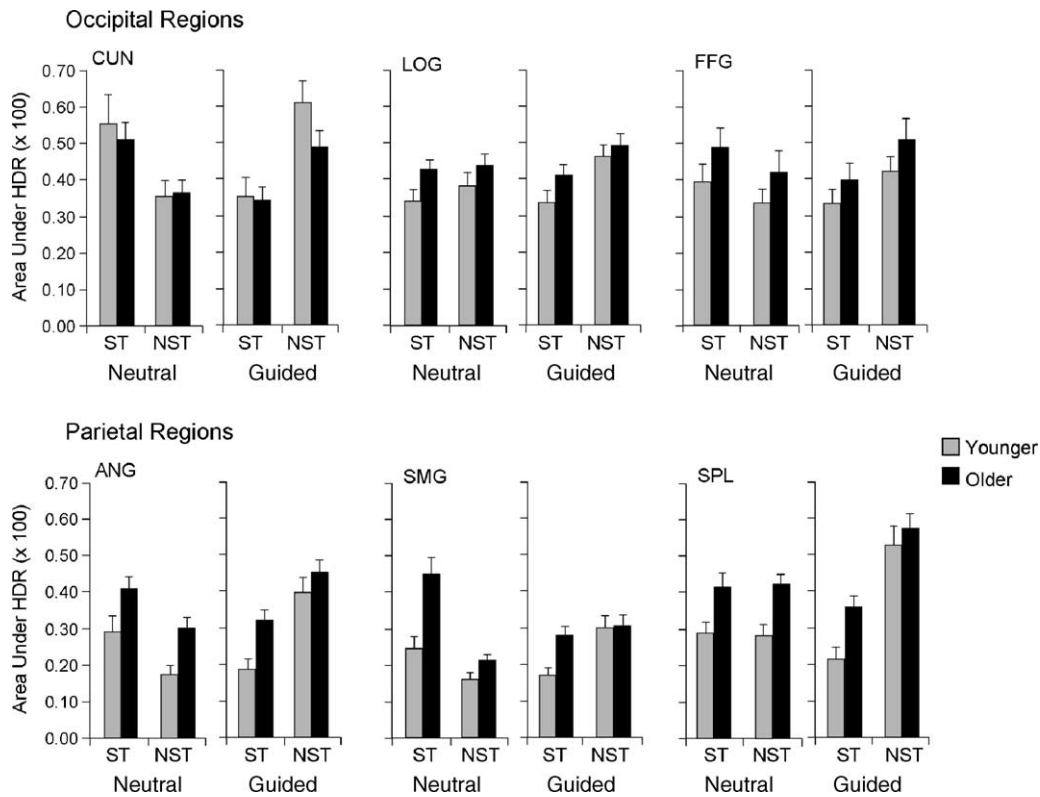 Occipital Regions
CUN
LOG
FFG
0.70
0.60
0.50
0.40
0.30
0.20
0.10
0.00
Area Under HDR (x 100)
ST NST ST NST ST NST ST NST ST NST ST NST
Neutral Guided Neutral Guided Neutral Guided
Parietal Regions
Younger
Older
ANG
SMG
SPL
0.70
0.60
0.50
0.40
0.30
0.20
0.10
0.00
Area Under HDR (x 100)
ST NST ST NST ST NST ST NST ST NST ST NST
Neutral Guided Neutral Guided Neutral Guided